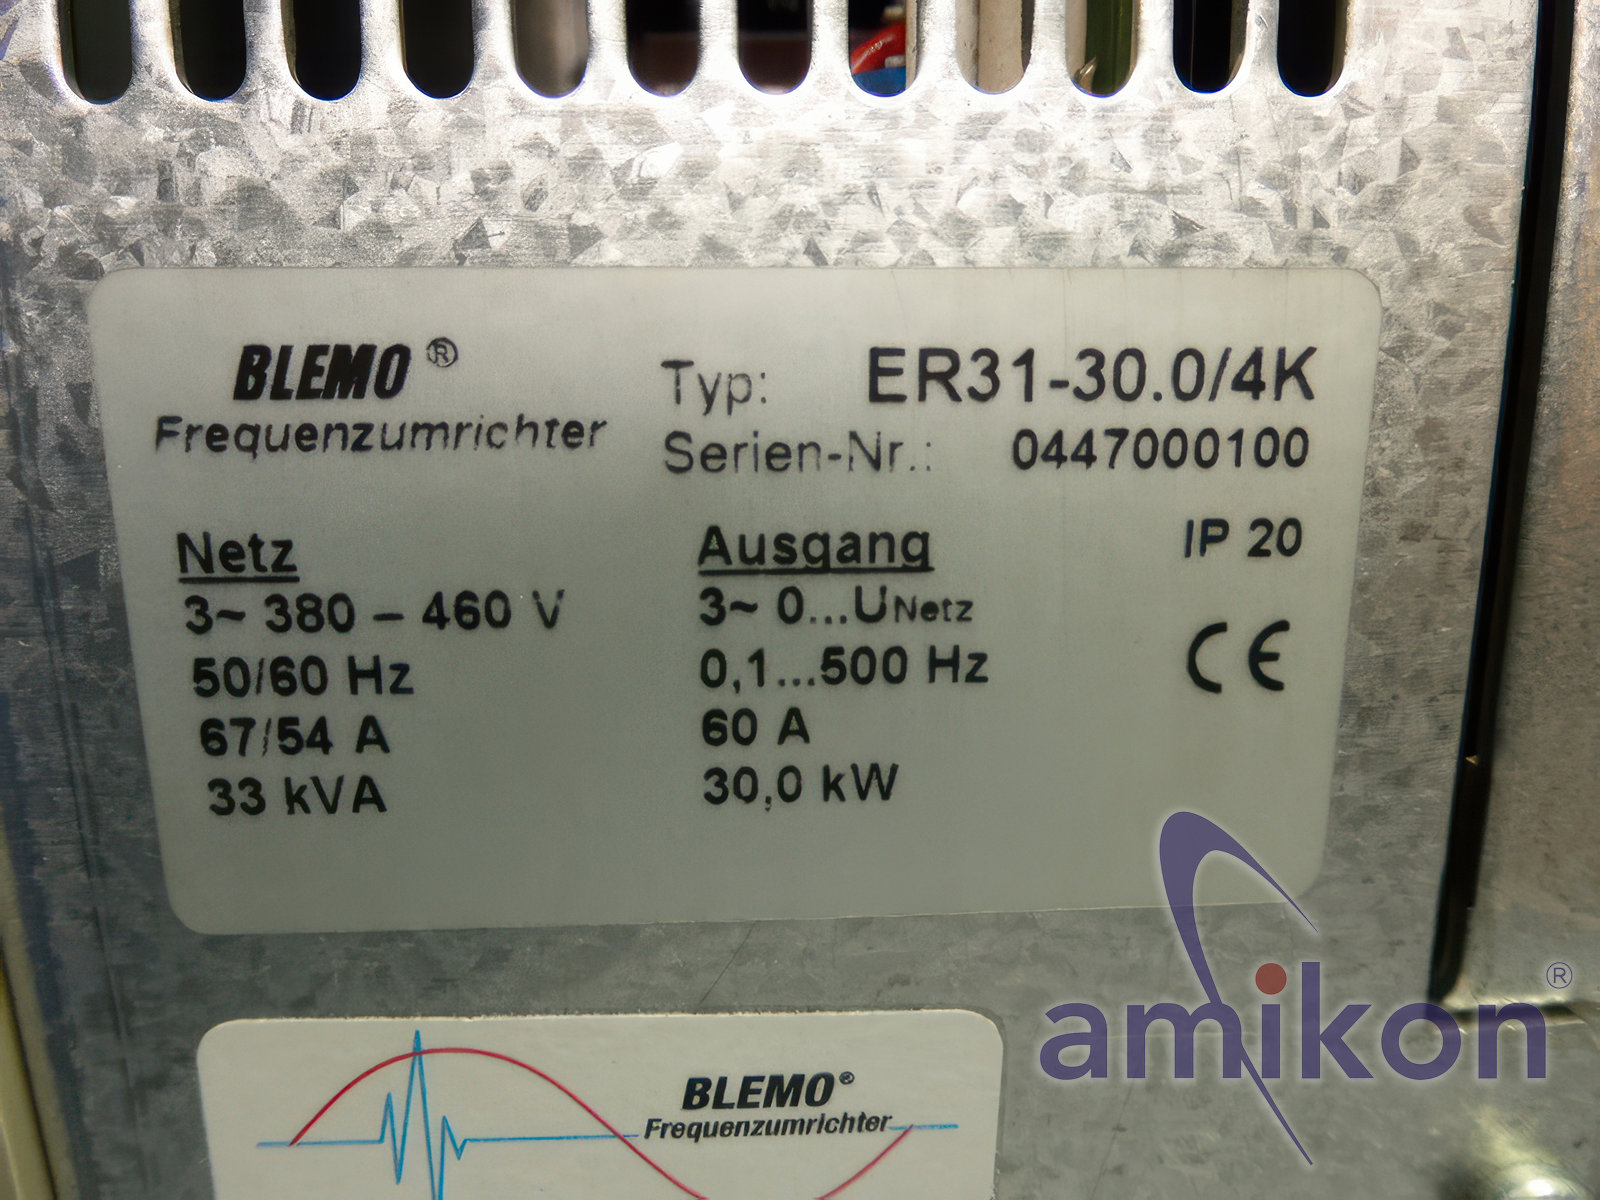 BLEMO®
Frequenzumrichter
Typ: ER31-30.0/4K
Serien-Nr.: 0447000100
Netz
3~ 380 – 460 V
50/60 Hz
67/54 A
33 kVA
Ausgang
3~ 0...UNetz
0,1...500 Hz
60 A
30,0 kW
IP 20
CE
BLEMO®
Frequenzumrichter
amikon®